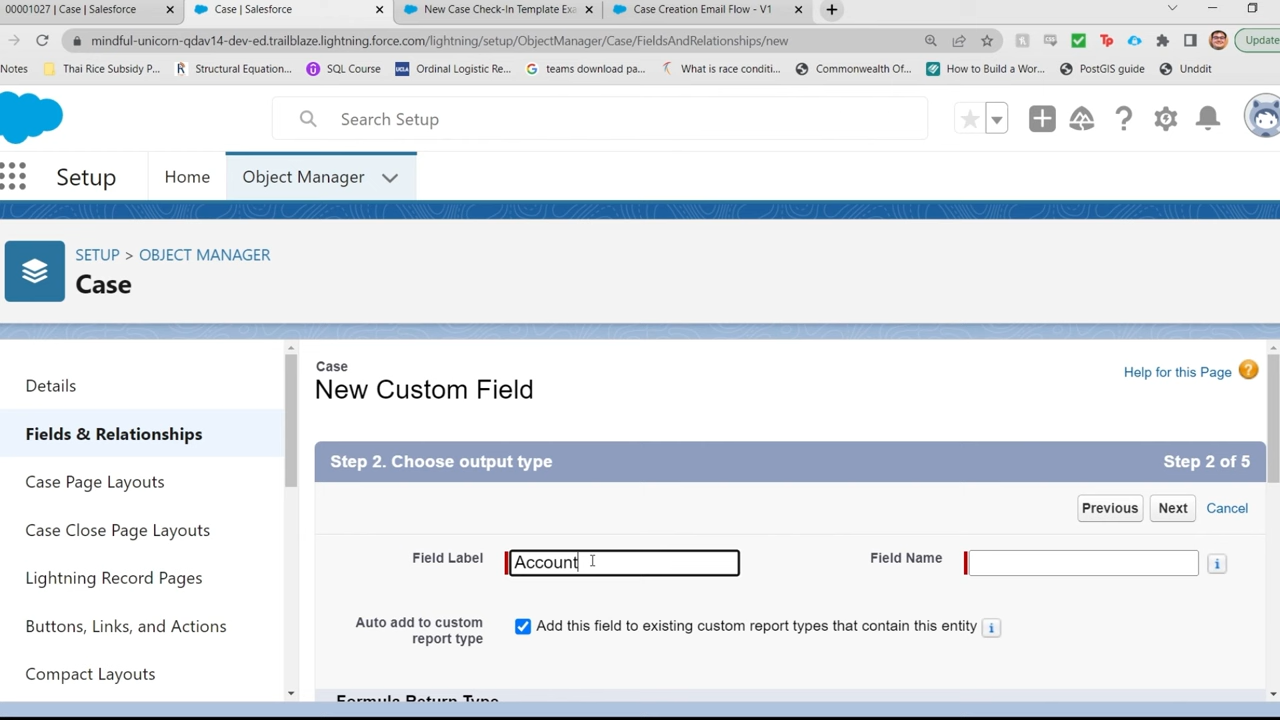 00001027 | Case | Salesforce
Case | Salesforce
New Case Check-In Template Exa
Case Creation Email Flow - V1
mindful-unicorn-qdav14-dev-ed.trailblaze.lightning.force.com/lightning/setup/ObjectManager/Case/FieldsAndRelationships/new
Update
Notes
Thai Rice Subsidy P...
Structural Equation...
SQL Course
Ordinal Logistic Re...
teams download pa...
What is race conditi...
Commonwealth Of...
How to Build a Wor...
PostGIS guide
Unddit
Search Setup
Setup
Home
Object Manager
SETUP > OBJECT MANAGER
Case
Details
Fields & Relationships
Case Page Layouts
Case Close Page Layouts
Lightning Record Pages
Buttons, Links, and Actions
Compact Layouts
Case
New Custom Field
Help for this Page
Step 2. Choose output type
Step 2 of 5
Previous
Next
Cancel
Field Label
Account
Field Name
Auto add to custom
report type
Add this field to existing custom report types that contain this entity
Formula Return Type